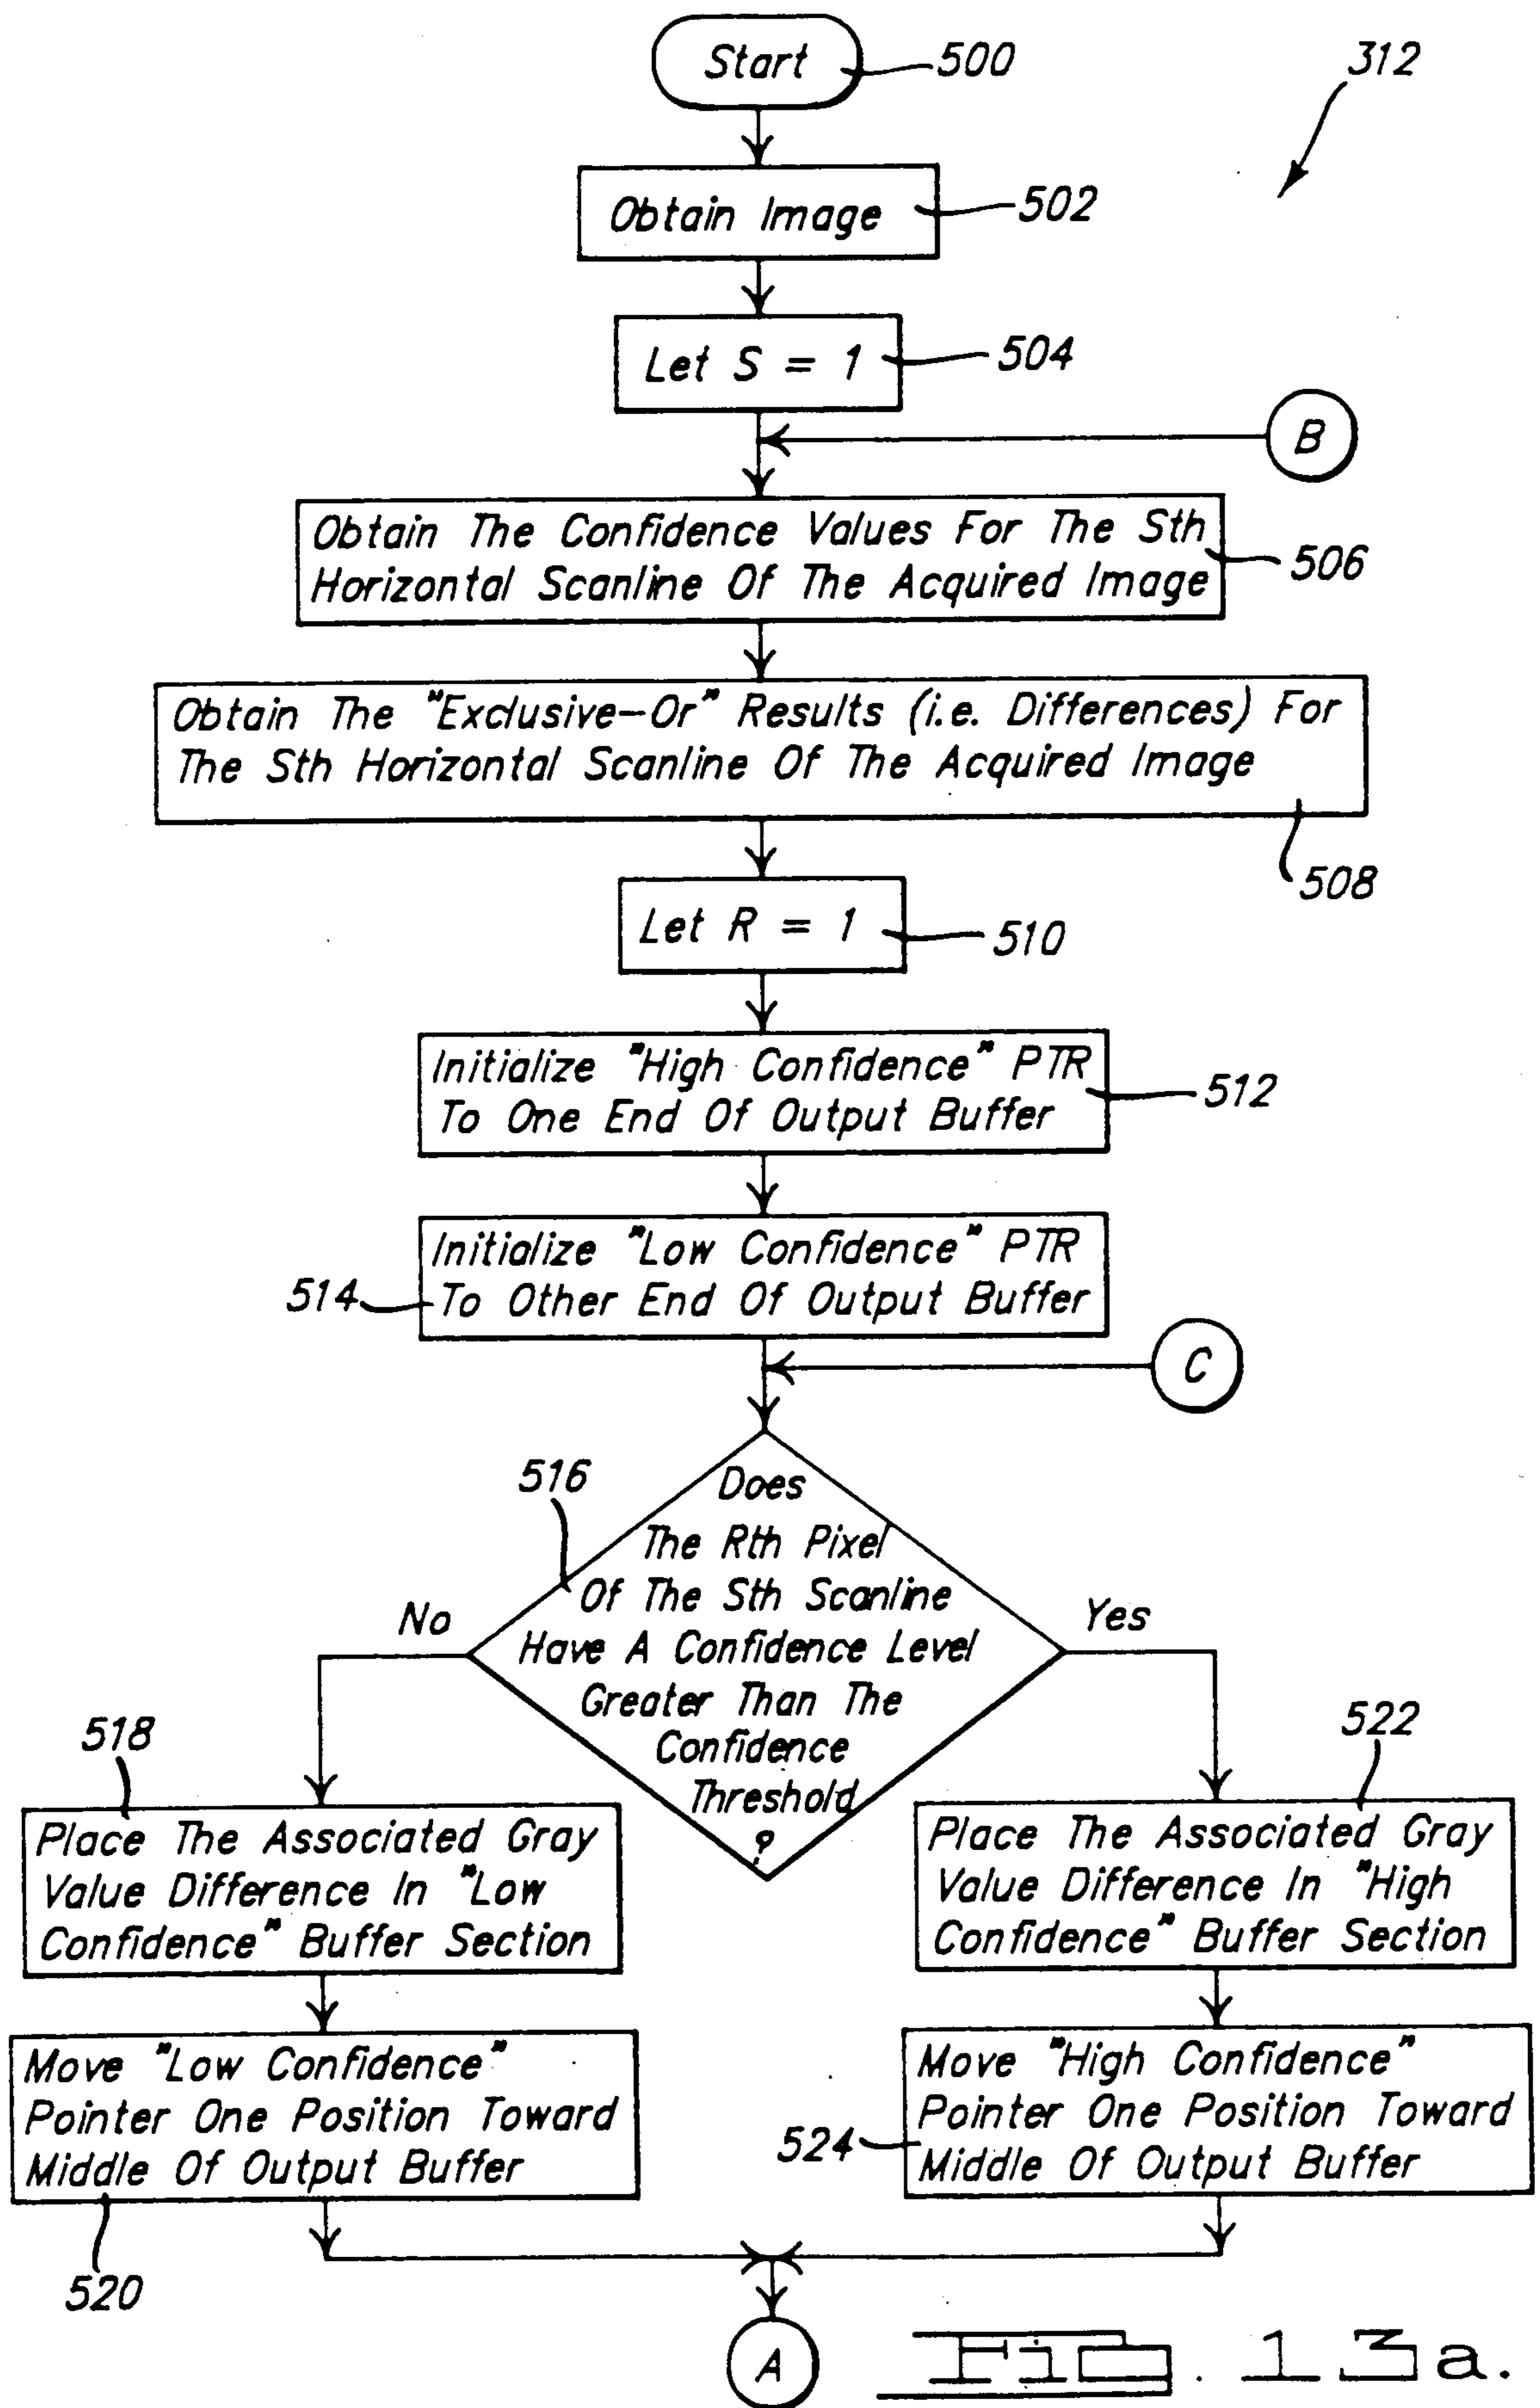 Start
500
312
Obtain Image
502
Let S = 1
504
B
Obtain The Confidence Values For The Sth
Horizontal Scanline Of The Acquired Image
506
Obtain The "Exclusive-Or" Results (i.e. Differences) For
The Sth Horizontal Scanline Of The Acquired Image
508
Let R = 1
510
Initialize "High Confidence" PTR
To One End Of Output Buffer
512
Initialize "Low Confidence" PTR
To Other End Of Output Buffer
514
C
516
Does
The Rth Pixel
Of The Sth Scanline
Have A Confidence Level
Greater Than The
Confidence
Threshold
?
No
Yes
518
Place The Associated Gray
Value Difference In "Low
Confidence" Buffer Section
522
Place The Associated Gray
Value Difference In "High
Confidence" Buffer Section
Move "Low Confidence"
Pointer One Position Toward
Middle Of Output Buffer
520
Move "High Confidence"
Pointer One Position Toward
Middle Of Output Buffer
524
A
Fig. 13a.